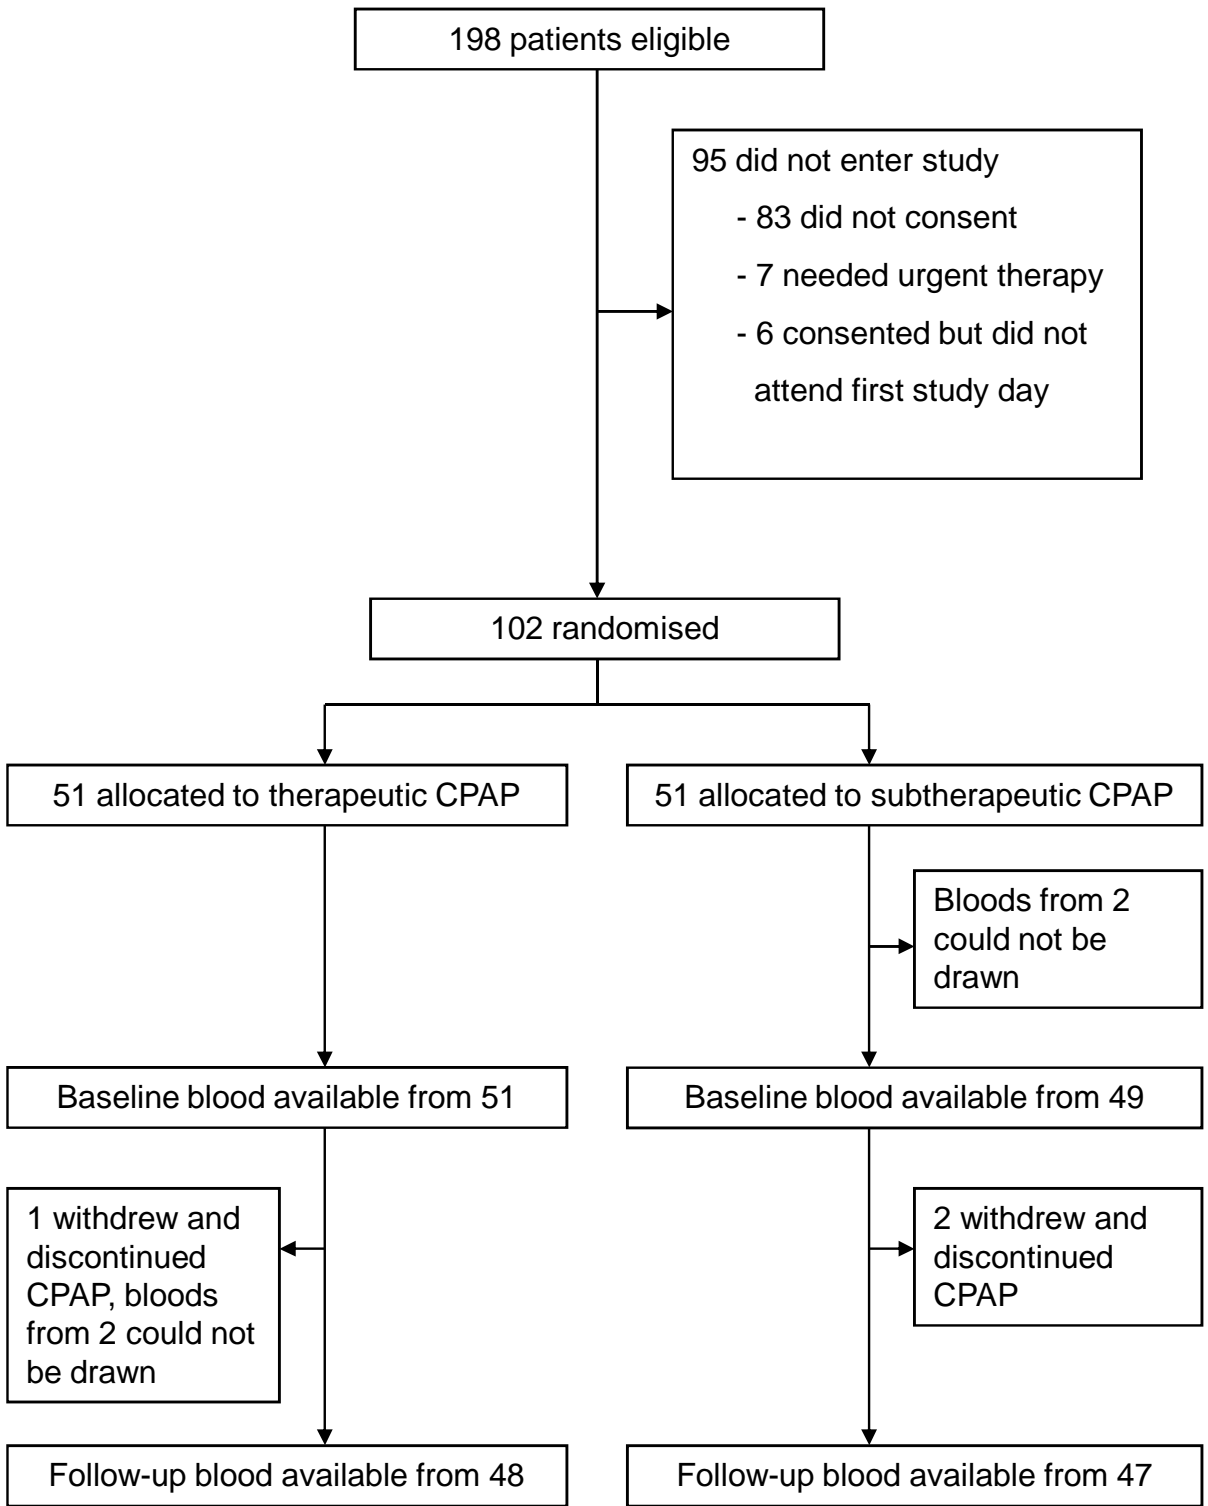 198 patients eligible
95 did not enter study
- 83 did not consent
- 7 needed urgent therapy
- 6 consented but did not
attend first study day
102 randomised
51 allocated to therapeutic CPAP
51 allocated to subtherapeutic CPAP
Bloods from 2
could not be
drawn
Baseline blood available from 51
Baseline blood available from 49
1 withdrew and
discontinued
CPAP, bloods
from 2 could not
be drawn
2 withdrew and
discontinued
CPAP
Follow-up blood available from 48
Follow-up blood available from 47